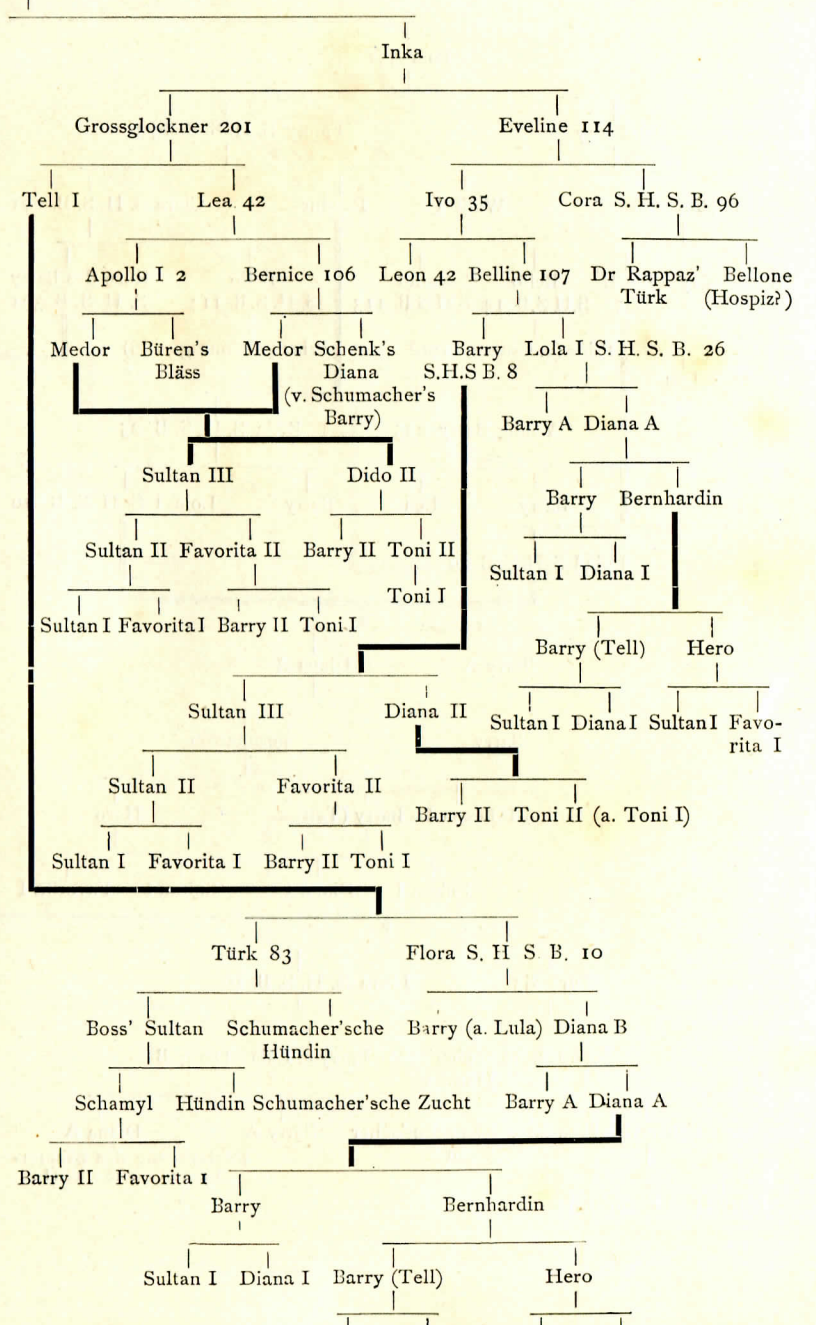 Inka
Grossglockner 201 Eveline 114
Tell I Lea 42 Ivo 35 Cora S. H. S. B. 96
Apollo I 2 Bernice 106 Leon 42 Belline 107 Dr Rappaz' Bellone
Türk (Hospiz?)
Medor Büren's Medor Schenk's Barry Lola I S. H. S. B. 26
Bläss Diana S.H.S B. 8
(v. Schumacher's
Barry)
Barry A Diana A
Sultan III Dido II
Barry Bernhardin
Sultan II Favorita II Barry II Toni II
Sultan I Diana I
Toni I
Sultan I Favorita I Barry II Toni I
Barry (Tell) Hero
Sultan III Diana II
Sultan I Diana I Sultan I Favo-
rita I
Sultan II Favorita II
Barry II Toni II (a. Toni I)
Sultan I Favorita I Barry II Toni I
Türk 83 Flora S. H S B. 10
Boss' Sultan Schumacher'sche Barry (a. Lula) Diana B
Hündin
Schamyl Hündin Schumacher'sche Zucht Barry A Diana A
Barry II Favorita I
Barry Bernhardin
Sultan I Diana I Barry (Tell) Hero